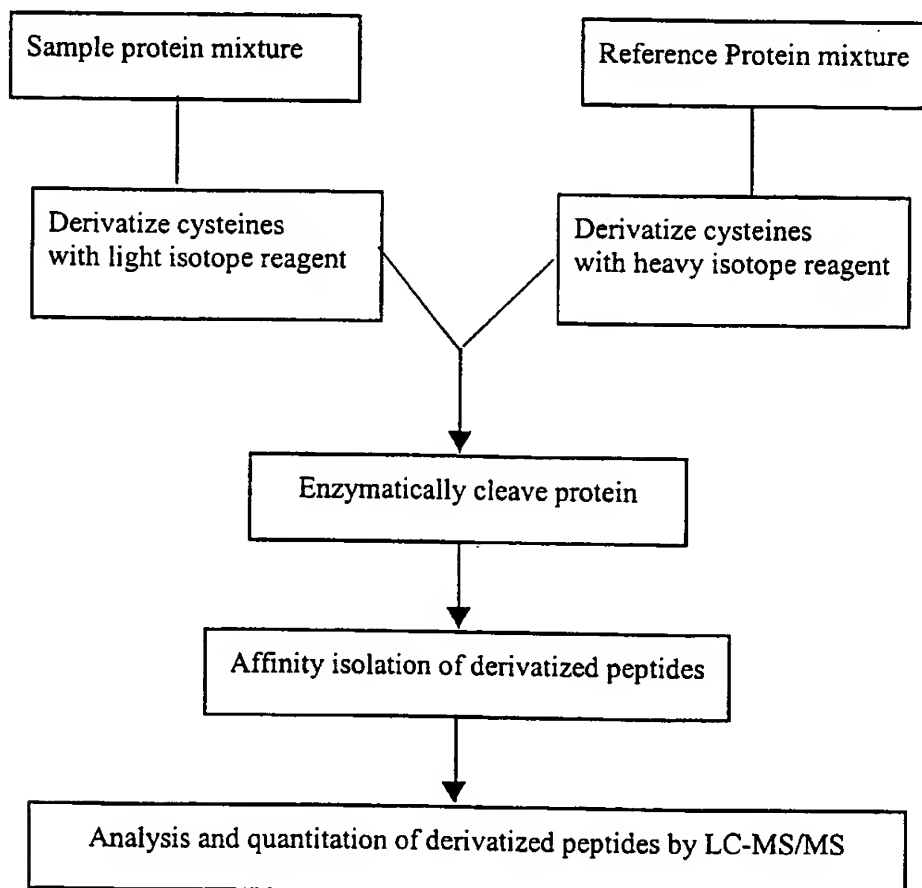 Sample protein mixture
Reference Protein mixture
Derivatize cysteines
with light isotope reagent
Derivatize cysteines
with heavy isotope reagent
Enzymatically cleave protein
Affinity isolation of derivatized peptides
Analysis and quantitation of derivatized peptides by LC-MS/MS